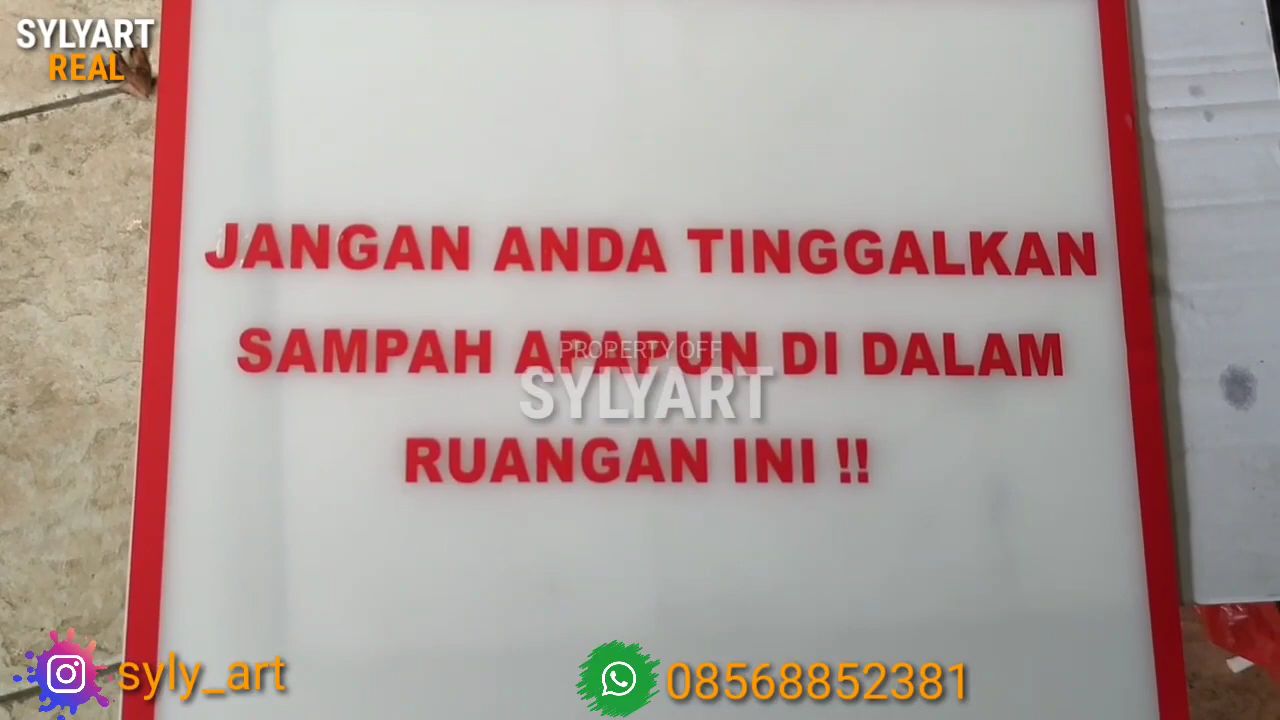 SYLYART
REAL
JANGAN ANDA TINGGALKAN
SAMPAH APAPUN DI DALAM
PROPERTY OFF
SYLYART
RUANGAN INI !!
syly_art
08568852381